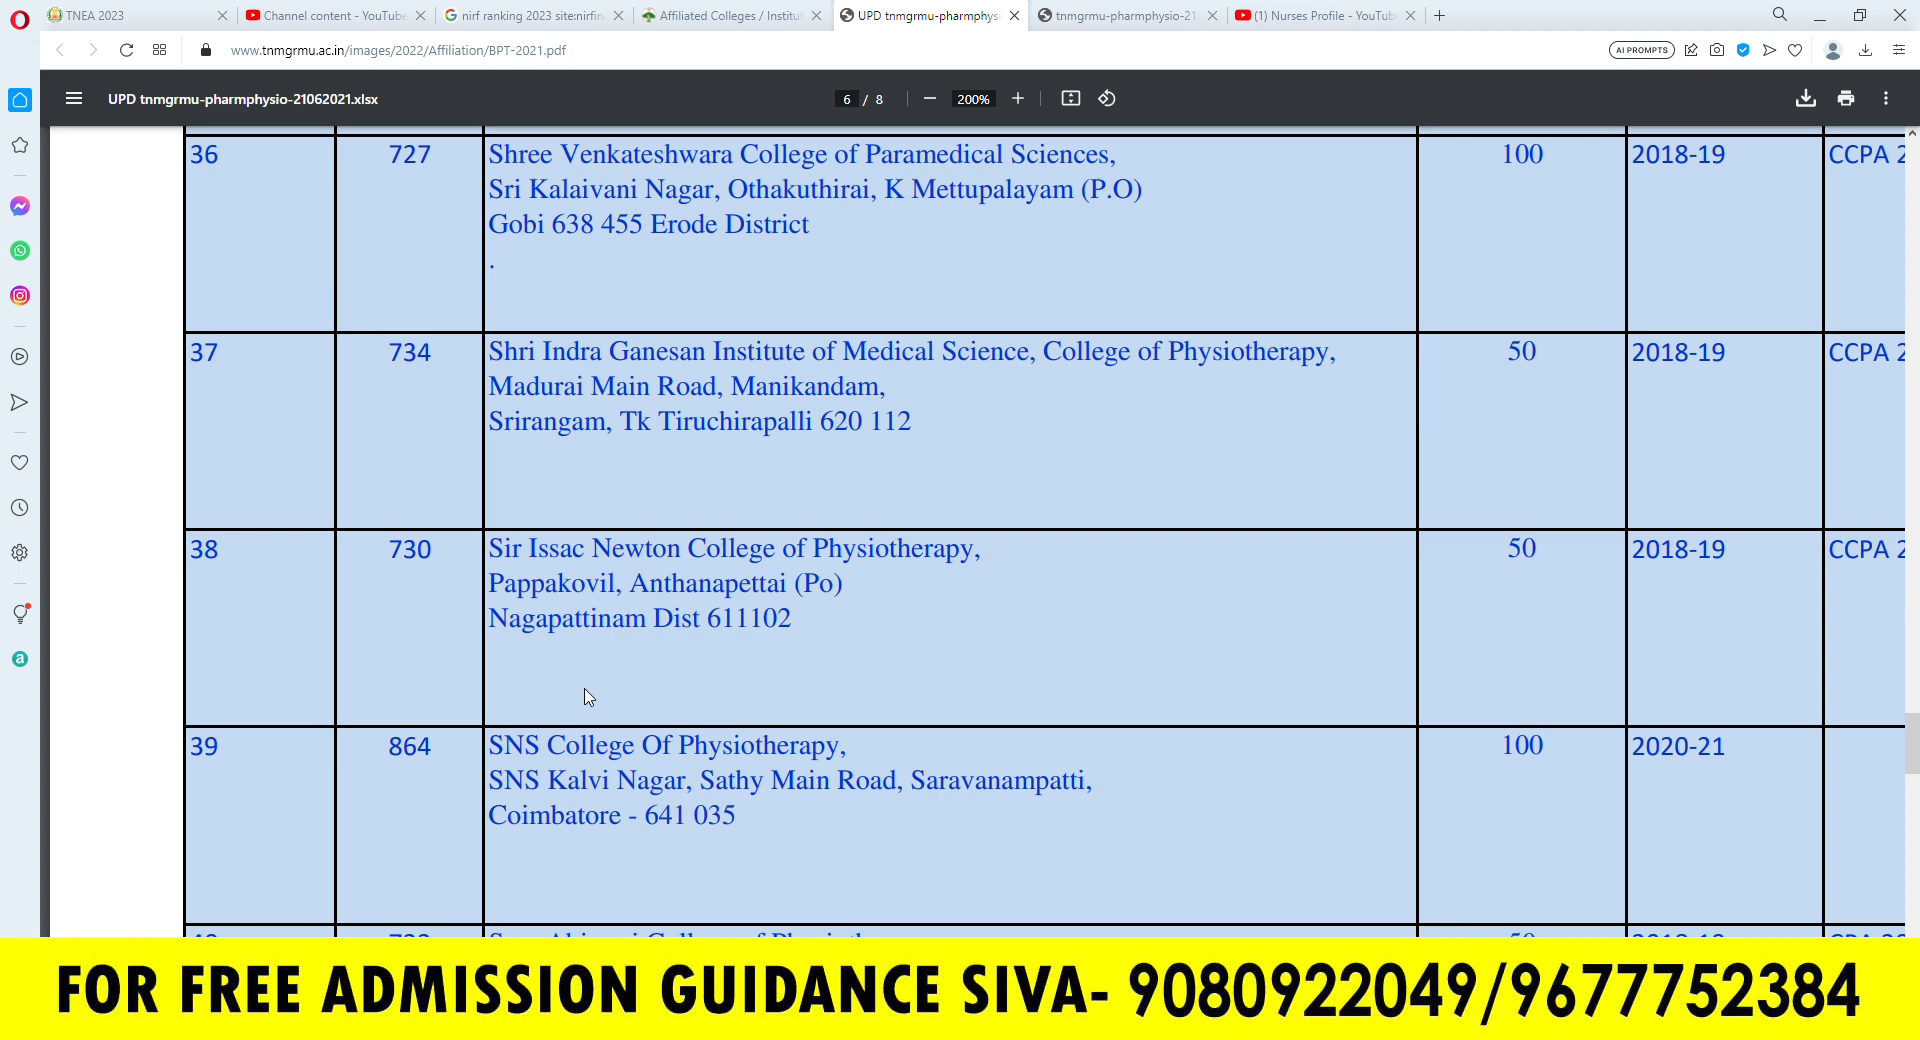 TNEA 2023
Channel content - YouTube
nirf ranking 2023 site:nirfin
Affiliated Colleges / Institut
UPD tnmgrmu-pharmphys
tnmgrmu-pharmphysio-21
(1) Nurses Profile - YouTub
www.tnmgrmu.ac.in/images/2022/Affiliation/BPT-2021.pdf
AI PROMPTS
UPD tnmgrmu-pharmphysio-21062021.xlsx
6 / 8
200%
36 727 Shree Venkateshwara College of Paramedical Sciences, 100 2018-19 CCPA 2
Sri Kalaivani Nagar, Othakuthirai, K Mettupalayam (P.O)
Gobi 638 455 Erode District
.
37 734 Shri Indra Ganesan Institute of Medical Science, College of Physiotherapy, 50 2018-19 CCPA 2
Madurai Main Road, Manikandam,
Srirangam, Tk Tiruchirapalli 620 112
38 730 Sir Issac Newton College of Physiotherapy, 50 2018-19 CCPA 2
Pappakovil, Anthanapettai (Po)
Nagapattinam Dist 611102
39 864 SNS College Of Physiotherapy, 100 2020-21
SNS Kalvi Nagar, Sathy Main Road, Saravanampatti,
Coimbatore - 641 035
FOR FREE ADMISSION GUIDANCE SIVA- 9080922049/9677752384